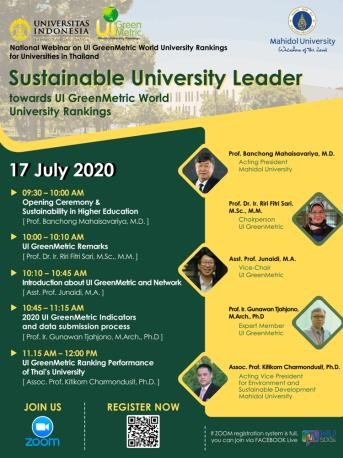 UNIVERSITAS
INDONESIA
UI
Green
Metric
World University Rankings
Mahidol University
Wisdom of the Land
National Webinar on UI GreenMetric World University Rankings
for Universities in Thailand
Sustainable University Leader
towards UI GreenMetric World
University Rankings
17 July 2020
09:30 – 10:00 AM
Opening Ceremony &
Sustainability in Higher Education
[ Prof. Banchong Mahaisavariya, M.D. ]
10:00 – 10:10 AM
UI GreenMetric Remarks
[ Prof. Dr. Ir. Riri Fitri Sari, M.Sc., M.M. ]
10:10 – 10:45 AM
Introduction about UI GreenMetric and Network
[ Asst. Prof. Junaidi, M.A. ]
10:45 – 11:15 AM
2020 UI GreenMetric Indicators
and data submission process
[ Prof. Ir. Gunawan Tjahjono, M.Arch., Ph.D ]
11.15 AM – 12:00 PM
UI GreenMetric Ranking Performance
of Thai's University
[ Assoc. Prof. Kitikorn Charmondusit, Ph.D. ]
Prof. Banchong Mahaisavariya, M.D.
Acting President
Mahidol University
Prof. Dr. Ir. Riri Fitri Sari,
M.Sc., M.M.
Chairperson
UI GreenMetric
Asst. Prof. Junaidi, M.A.
Vice-Chair
UI GreenMetric
Prof. Ir. Gunawan Tjahjono,
M.Arch., Ph.D
Expert Member
UI GreenMetric
Assoc. Prof. Kitikorn Charmondusit, Ph.D.
Acting Vice President
for Environment and
Sustainable Development
Mahidol University
JOIN US
zoom
REGISTER NOW
If ZOOM registration system is full,
you can join via FACEBOOK Live
MU
SDGs